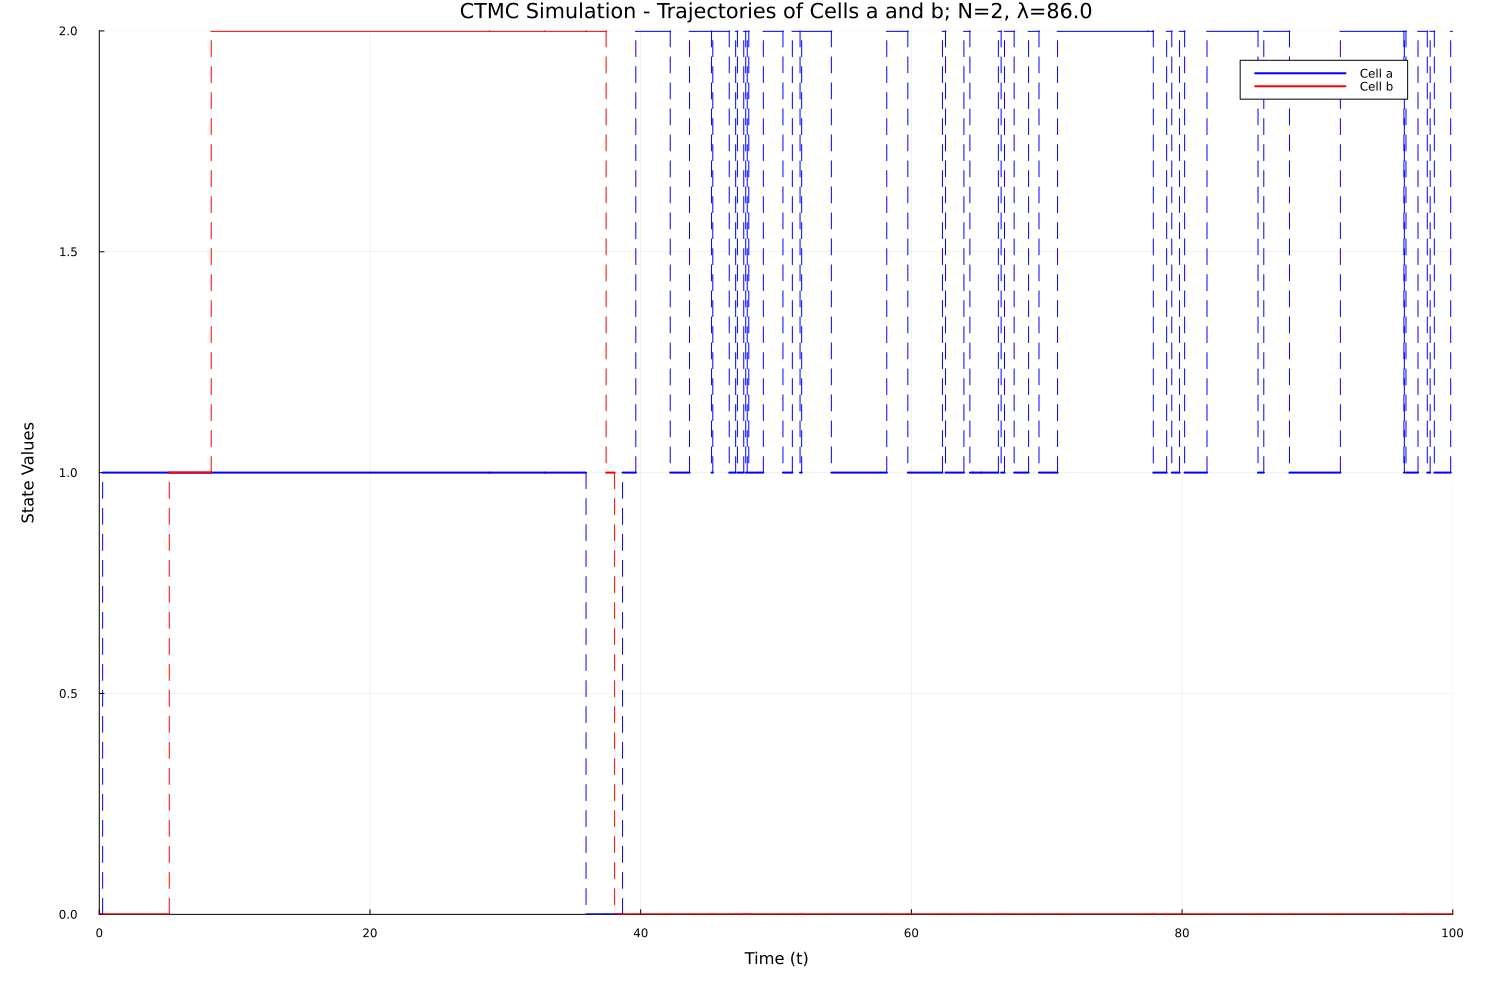 CTMC Simulation - Trajectories of Cells a and b; N=2, λ=86.0
2.0
Cell a
Cell b
1.5
State Values
1.0
0.5
0.0
0 20 40 60 80 100
Time (t)